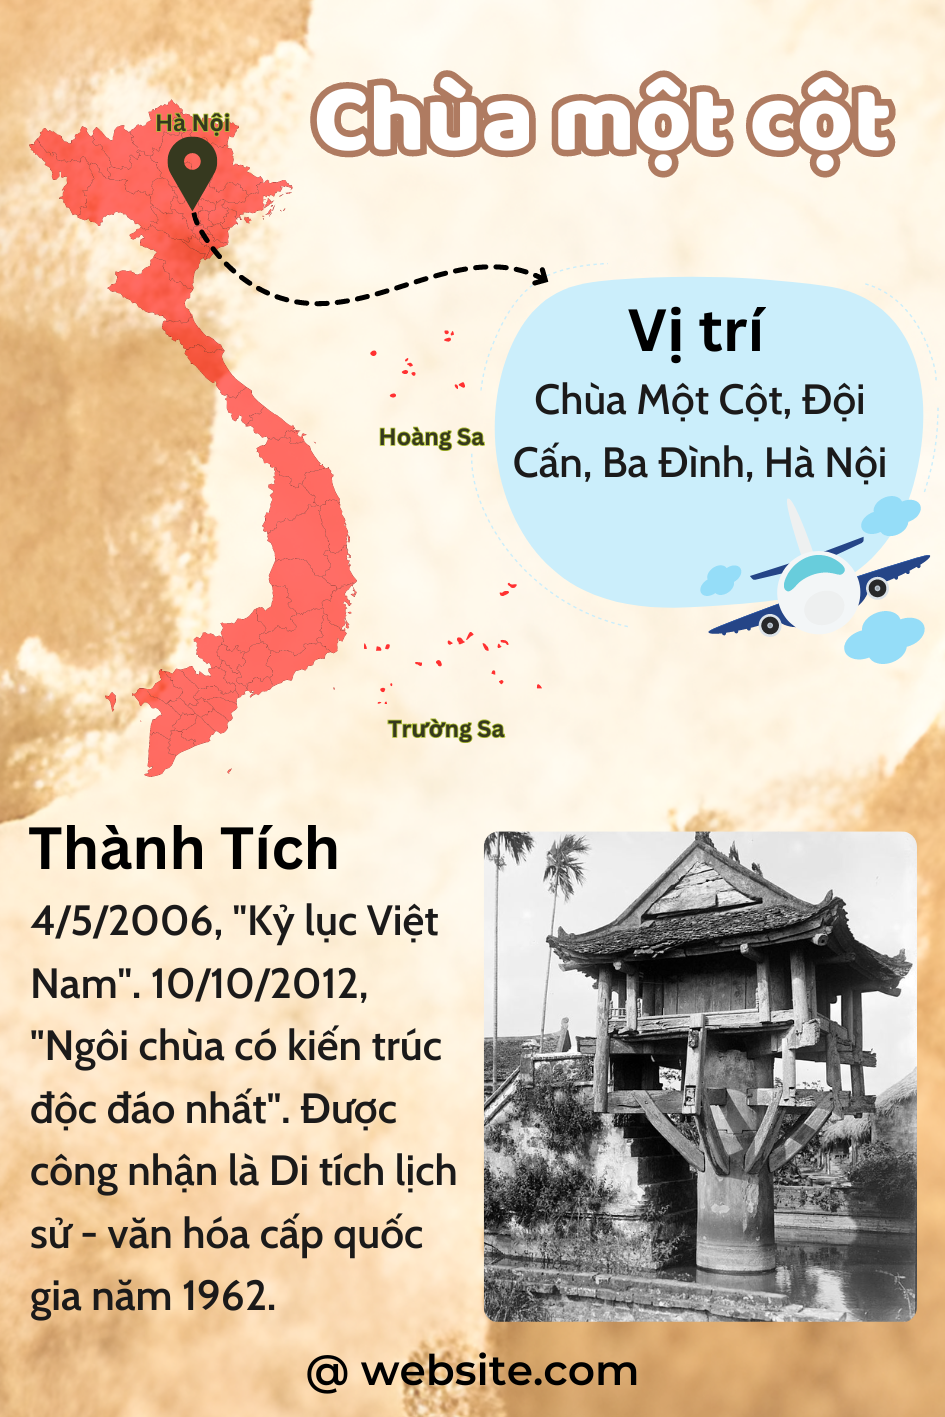 Chùa một cột
Hà Nội
Vị trí
Chùa Một Cột, Đội
Cấn, Ba Đình, Hà Nội
Hoàng Sa
Trường Sa
Thành Tích
4/5/2006, "Kỷ lục Việt
Nam". 10/10/2012,
"Ngôi chùa có kiến trúc
độc đáo nhất". Được
công nhận là Di tích lịch
sử - văn hóa cấp quốc
gia năm 1962.
@ website.com